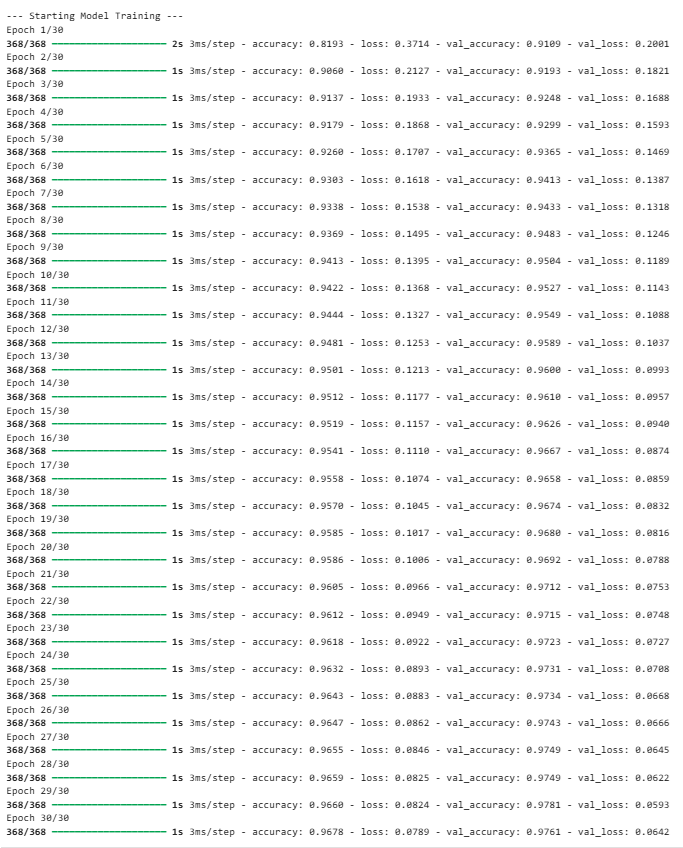 --- Starting Model Training ---
Epoch 1/30
368/368 ━━━━━━━━━━━━━━━━━━━━ 2s 3ms/step - accuracy: 0.8193 - loss: 0.3714 - val_accuracy: 0.9109 - val_loss: 0.2001
Epoch 2/30
368/368 ━━━━━━━━━━━━━━━━━━━━ 1s 3ms/step - accuracy: 0.9060 - loss: 0.2127 - val_accuracy: 0.9193 - val_loss: 0.1821
Epoch 3/30
368/368 ━━━━━━━━━━━━━━━━━━━━ 1s 3ms/step - accuracy: 0.9137 - loss: 0.1933 - val_accuracy: 0.9248 - val_loss: 0.1688
Epoch 4/30
368/368 ━━━━━━━━━━━━━━━━━━━━ 1s 3ms/step - accuracy: 0.9179 - loss: 0.1868 - val_accuracy: 0.9299 - val_loss: 0.1593
Epoch 5/30
368/368 ━━━━━━━━━━━━━━━━━━━━ 1s 3ms/step - accuracy: 0.9260 - loss: 0.1707 - val_accuracy: 0.9365 - val_loss: 0.1469
Epoch 6/30
368/368 ━━━━━━━━━━━━━━━━━━━━ 1s 3ms/step - accuracy: 0.9303 - loss: 0.1618 - val_accuracy: 0.9413 - val_loss: 0.1387
Epoch 7/30
368/368 ━━━━━━━━━━━━━━━━━━━━ 1s 3ms/step - accuracy: 0.9338 - loss: 0.1538 - val_accuracy: 0.9433 - val_loss: 0.1318
Epoch 8/30
368/368 ━━━━━━━━━━━━━━━━━━━━ 1s 3ms/step - accuracy: 0.9369 - loss: 0.1495 - val_accuracy: 0.9483 - val_loss: 0.1246
Epoch 9/30
368/368 ━━━━━━━━━━━━━━━━━━━━ 1s 3ms/step - accuracy: 0.9413 - loss: 0.1395 - val_accuracy: 0.9504 - val_loss: 0.1189
Epoch 10/30
368/368 ━━━━━━━━━━━━━━━━━━━━ 1s 3ms/step - accuracy: 0.9422 - loss: 0.1368 - val_accuracy: 0.9527 - val_loss: 0.1143
Epoch 11/30
368/368 ━━━━━━━━━━━━━━━━━━━━ 1s 3ms/step - accuracy: 0.9444 - loss: 0.1327 - val_accuracy: 0.9549 - val_loss: 0.1088
Epoch 12/30
368/368 ━━━━━━━━━━━━━━━━━━━━ 1s 3ms/step - accuracy: 0.9481 - loss: 0.1253 - val_accuracy: 0.9589 - val_loss: 0.1037
Epoch 13/30
368/368 ━━━━━━━━━━━━━━━━━━━━ 1s 3ms/step - accuracy: 0.9501 - loss: 0.1213 - val_accuracy: 0.9600 - val_loss: 0.0993
Epoch 14/30
368/368 ━━━━━━━━━━━━━━━━━━━━ 1s 3ms/step - accuracy: 0.9512 - loss: 0.1177 - val_accuracy: 0.9610 - val_loss: 0.0957
Epoch 15/30
368/368 ━━━━━━━━━━━━━━━━━━━━ 1s 3ms/step - accuracy: 0.9519 - loss: 0.1157 - val_accuracy: 0.9626 - val_loss: 0.0940
Epoch 16/30
368/368 ━━━━━━━━━━━━━━━━━━━━ 1s 3ms/step - accuracy: 0.9541 - loss: 0.1110 - val_accuracy: 0.9667 - val_loss: 0.0874
Epoch 17/30
368/368 ━━━━━━━━━━━━━━━━━━━━ 1s 3ms/step - accuracy: 0.9558 - loss: 0.1074 - val_accuracy: 0.9658 - val_loss: 0.0859
Epoch 18/30
368/368 ━━━━━━━━━━━━━━━━━━━━ 1s 3ms/step - accuracy: 0.9570 - loss: 0.1045 - val_accuracy: 0.9674 - val_loss: 0.0832
Epoch 19/30
368/368 ━━━━━━━━━━━━━━━━━━━━ 1s 3ms/step - accuracy: 0.9585 - loss: 0.1017 - val_accuracy: 0.9680 - val_loss: 0.0816
Epoch 20/30
368/368 ━━━━━━━━━━━━━━━━━━━━ 1s 3ms/step - accuracy: 0.9586 - loss: 0.1006 - val_accuracy: 0.9692 - val_loss: 0.0788
Epoch 21/30
368/368 ━━━━━━━━━━━━━━━━━━━━ 1s 3ms/step - accuracy: 0.9605 - loss: 0.0966 - val_accuracy: 0.9712 - val_loss: 0.0753
Epoch 22/30
368/368 ━━━━━━━━━━━━━━━━━━━━ 1s 3ms/step - accuracy: 0.9612 - loss: 0.0949 - val_accuracy: 0.9715 - val_loss: 0.0748
Epoch 23/30
368/368 ━━━━━━━━━━━━━━━━━━━━ 1s 3ms/step - accuracy: 0.9618 - loss: 0.0922 - val_accuracy: 0.9723 - val_loss: 0.0727
Epoch 24/30
368/368 ━━━━━━━━━━━━━━━━━━━━ 1s 3ms/step - accuracy: 0.9632 - loss: 0.0893 - val_accuracy: 0.9731 - val_loss: 0.0708
Epoch 25/30
368/368 ━━━━━━━━━━━━━━━━━━━━ 1s 3ms/step - accuracy: 0.9643 - loss: 0.0883 - val_accuracy: 0.9734 - val_loss: 0.0668
Epoch 26/30
368/368 ━━━━━━━━━━━━━━━━━━━━ 1s 3ms/step - accuracy: 0.9647 - loss: 0.0862 - val_accuracy: 0.9743 - val_loss: 0.0666
Epoch 27/30
368/368 ━━━━━━━━━━━━━━━━━━━━ 1s 3ms/step - accuracy: 0.9655 - loss: 0.0846 - val_accuracy: 0.9749 - val_loss: 0.0645
Epoch 28/30
368/368 ━━━━━━━━━━━━━━━━━━━━ 1s 3ms/step - accuracy: 0.9659 - loss: 0.0825 - val_accuracy: 0.9749 - val_loss: 0.0622
Epoch 29/30
368/368 ━━━━━━━━━━━━━━━━━━━━ 1s 3ms/step - accuracy: 0.9660 - loss: 0.0824 - val_accuracy: 0.9781 - val_loss: 0.0593
Epoch 30/30
368/368 ━━━━━━━━━━━━━━━━━━━━ 1s 3ms/step - accuracy: 0.9678 - loss: 0.0789 - val_accuracy: 0.9761 - val_loss: 0.0642